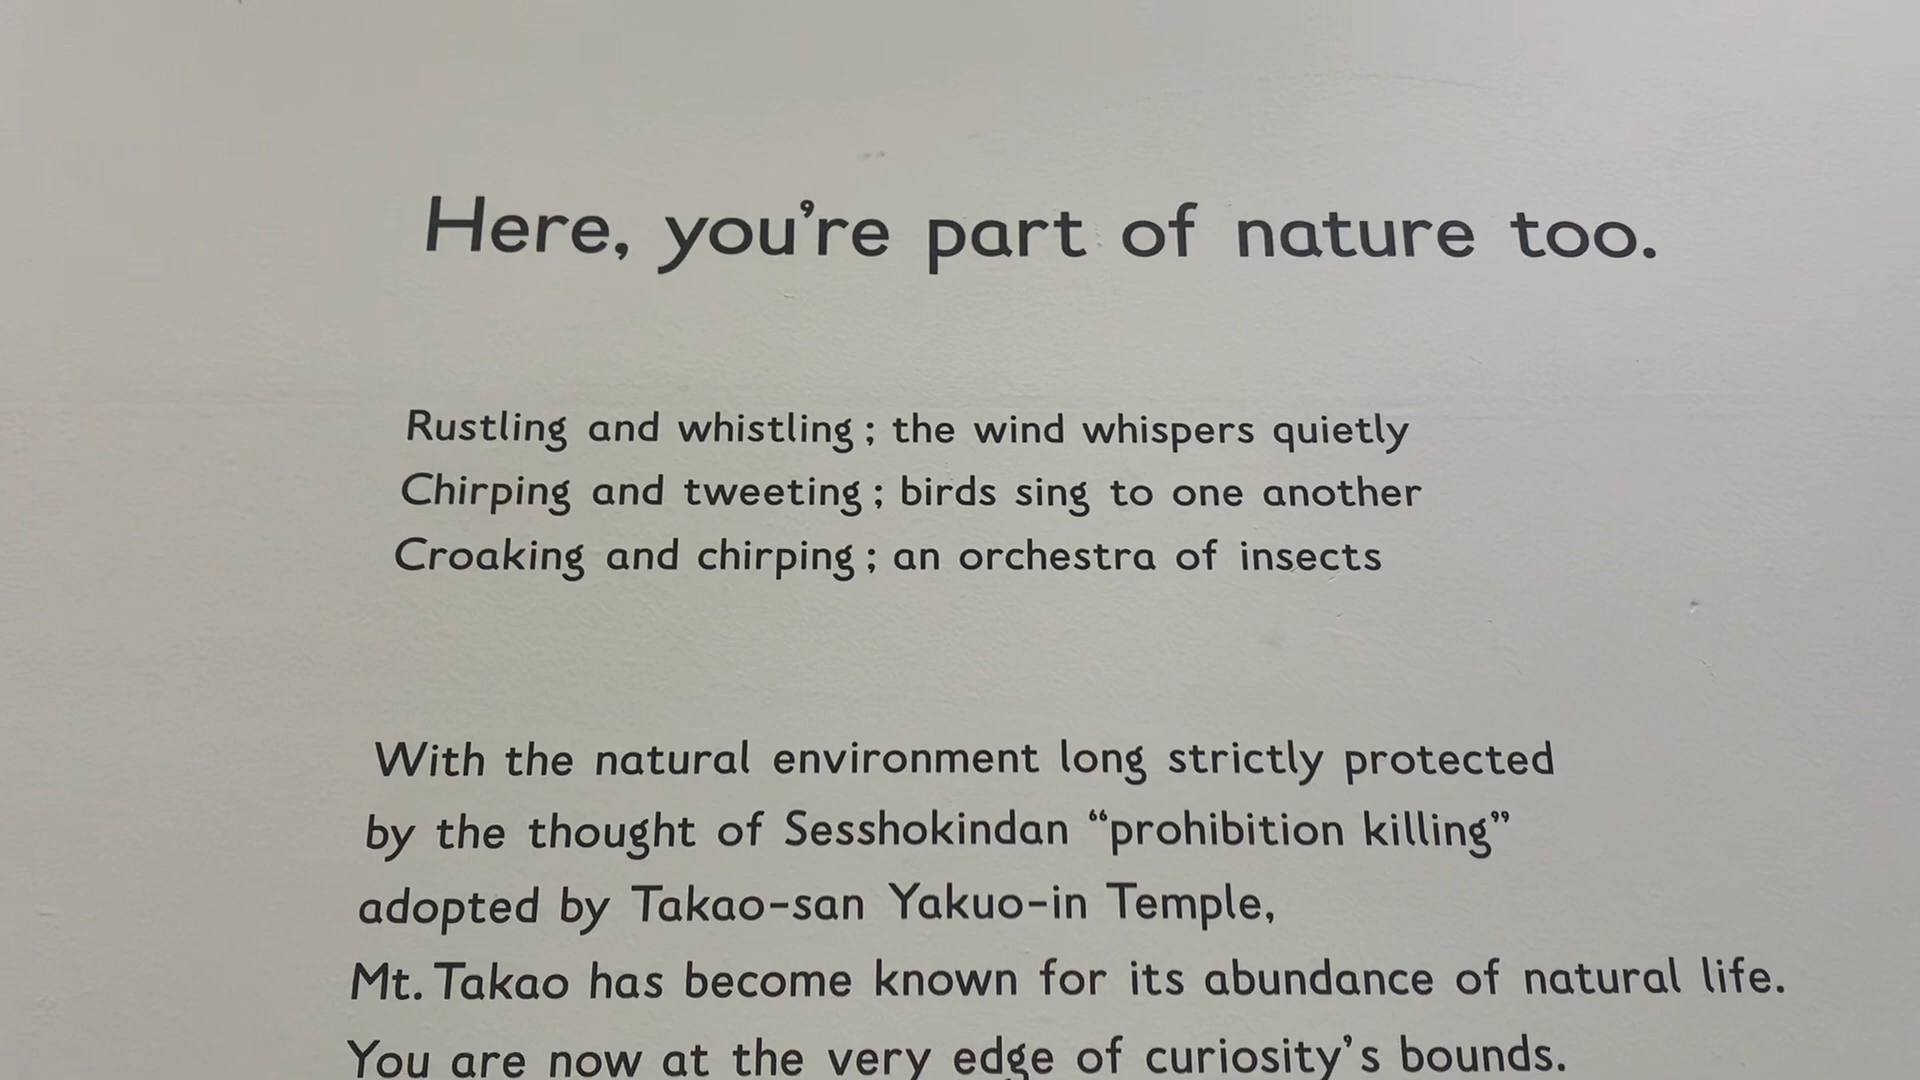 Here, you're part of nature too.
Rustling and whistling ; the wind whispers quietly
Chirping and tweeting ; birds sing to one another
Croaking and chirping ; an orchestra of insects
With the natural environment long strictly protected
by the thought of Sesshokindan “prohibition killing”
adopted by Takao-san Yakuo-in Temple,
Mt. Takao has become known for its abundance of natural life.
You are now at the very edge of curiosity's bounds.